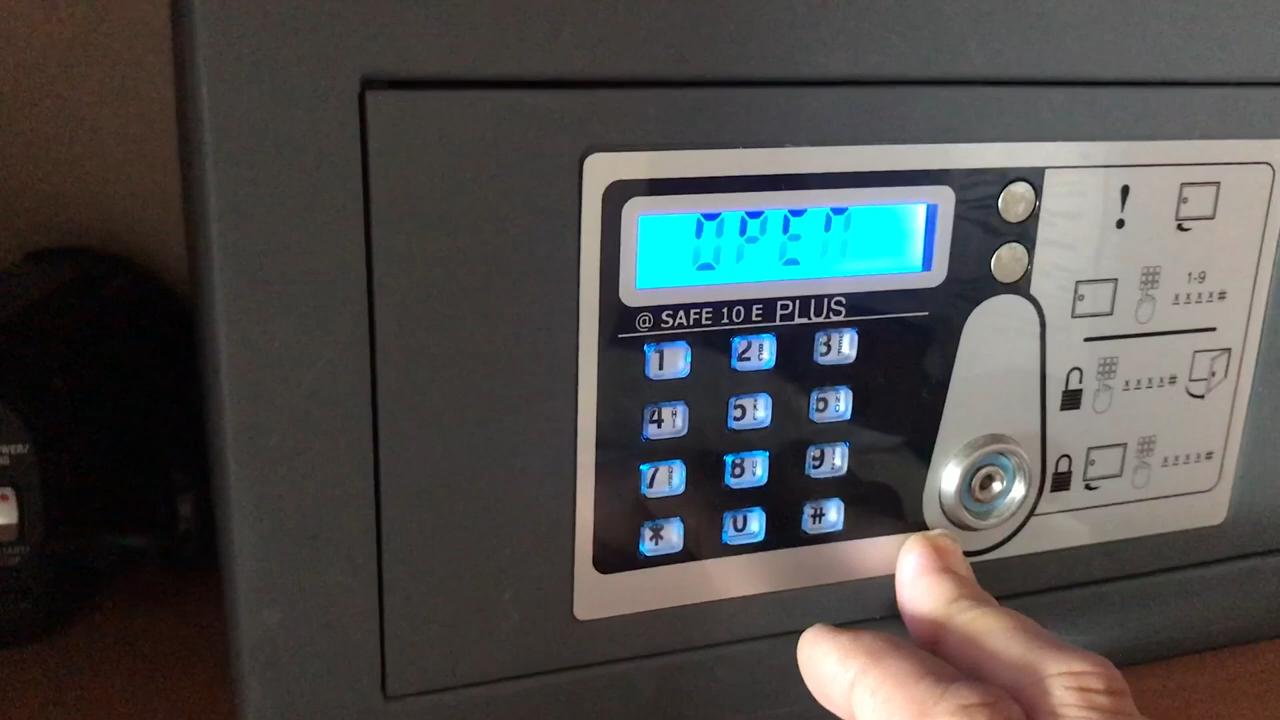 OPEN
@ SAFE 10 E PLUS
1 2 3
4 5 6
7 8 9
* 0 #
!
1-9
x x x x #
x x x x #
x x x x #